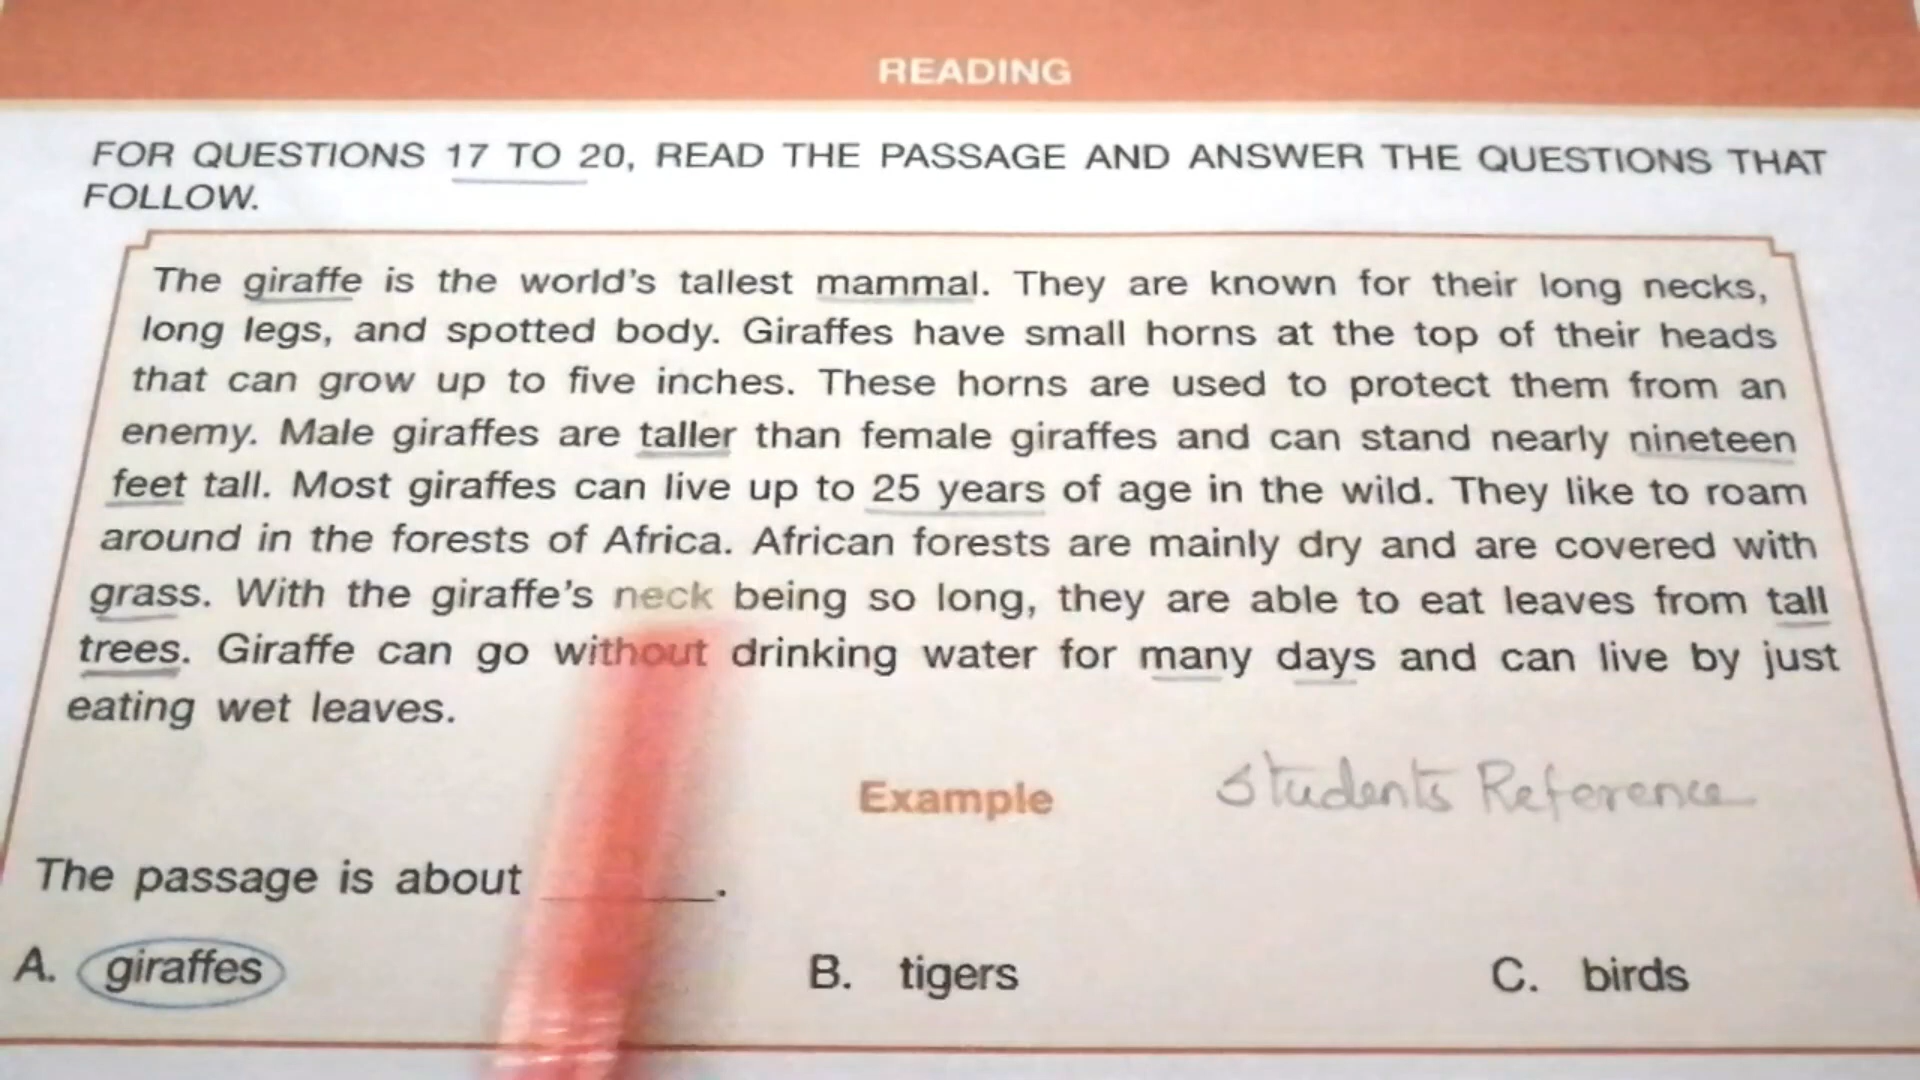 READING
FOR QUESTIONS 17 TO 20, READ THE PASSAGE AND ANSWER THE QUESTIONS THAT
FOLLOW.
The giraffe is the world's tallest mammal. They are known for their long necks,
long legs, and spotted body. Giraffes have small horns at the top of their heads
that can grow up to five inches. These horns are used to protect them from an
enemy. Male giraffes are taller than female giraffes and can stand nearly nineteen
feet tall. Most giraffes can live up to 25 years of age in the wild. They like to roam
around in the forests of Africa. African forests are mainly dry and are covered with
grass. With the giraffe's neck being so long, they are able to eat leaves from tall
trees. Giraffe can go without drinking water for many days and can live by just
eating wet leaves.
Example
Students Reference
The passage is about ______.
A. giraffes B. tigers C. birds